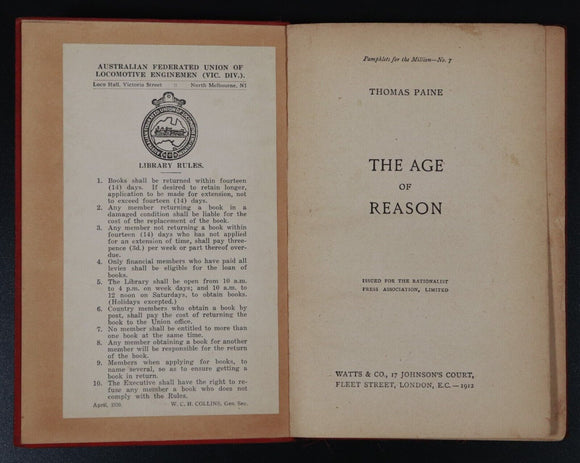 AUSTRALIAN FEDERATED UNION OF
LOCOMOTIVE ENGINEMEN (VIC. DIV.).
Loco Hall, Victoria Street :: North Melbourne, N1
LIBRARY RULES.
1. Books shall be returned within fourteen
(14) days. If desired to retain longer,
application to be made for extension, not
to exceed fourteen (14) days.
2. Any member returning a book in a
damaged condition shall be liable for the
cost of the replacement of the book.
3. Any member not returning a book within
fourteen (14) days who has not applied
for an extension of time, shall pay three-
pence (3d.) per week or part thereof over-
due.
4. Only financial members who have paid all
levies shall be eligible for the loan of
books.
5. The Library shall be open from 10 a.m.
to 4 p.m. on week days; and 10 a.m. to
12 noon on Saturdays, to obtain books.
(Holidays excepted.)
6. Country members who obtain a book by
post, shall pay the cost of returning the
book to the Union office.
7. No member shall be entitled to more than
one book at the same time.
8. Any member obtaining a book for another
member will be responsible for the return
of the book.
9. Members when applying for books, to
name several, so as to ensure getting a
book in return.
10. The Executive shall have the right to re-
fuse any member a book who does not
comply with the Rules.
April, W. C. H. COLLINS, Gen. Sec.
Pamphlets for the Million—No. 7
THOMAS PAINE
THE AGE
OF
REASON
ISSUED FOR THE RATIONALIST
PRESS ASSOCIATION, LIMITED
WATTS & CO., 17 JOHNSON'S COURT,
FLEET STREET, LONDON, E.C.—1912